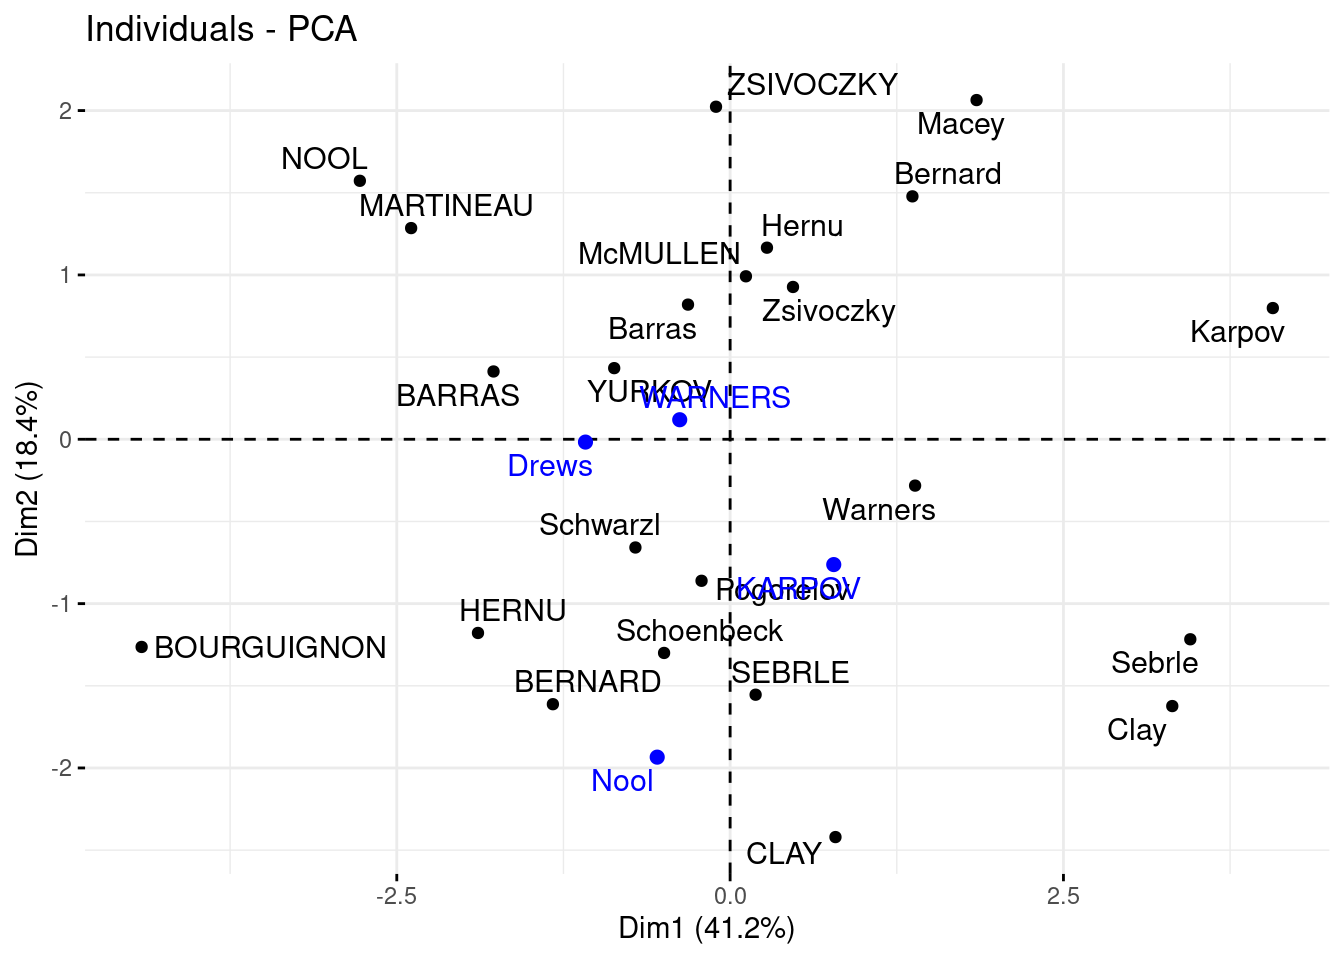 Individuals - PCA
ZSIVOCZKY
Macey
NOOL
Bernard
MARTINEAU
Hernu
McMULLEN
Zsivoczky
Barras
Karpov
BARRAS
YURKOV
WARNERS
Drews
Warners
Schwarzl
Pogorelov
KARPOV
HERNU
Schoenbeck
BOURGUIGNON
Sebrle
SEBRLE
BERNARD
Clay
Nool
CLAY
2
1
0
-1
-2
Dim2 (18.4%)
-2.5 0.0 2.5
Dim1 (41.2%)